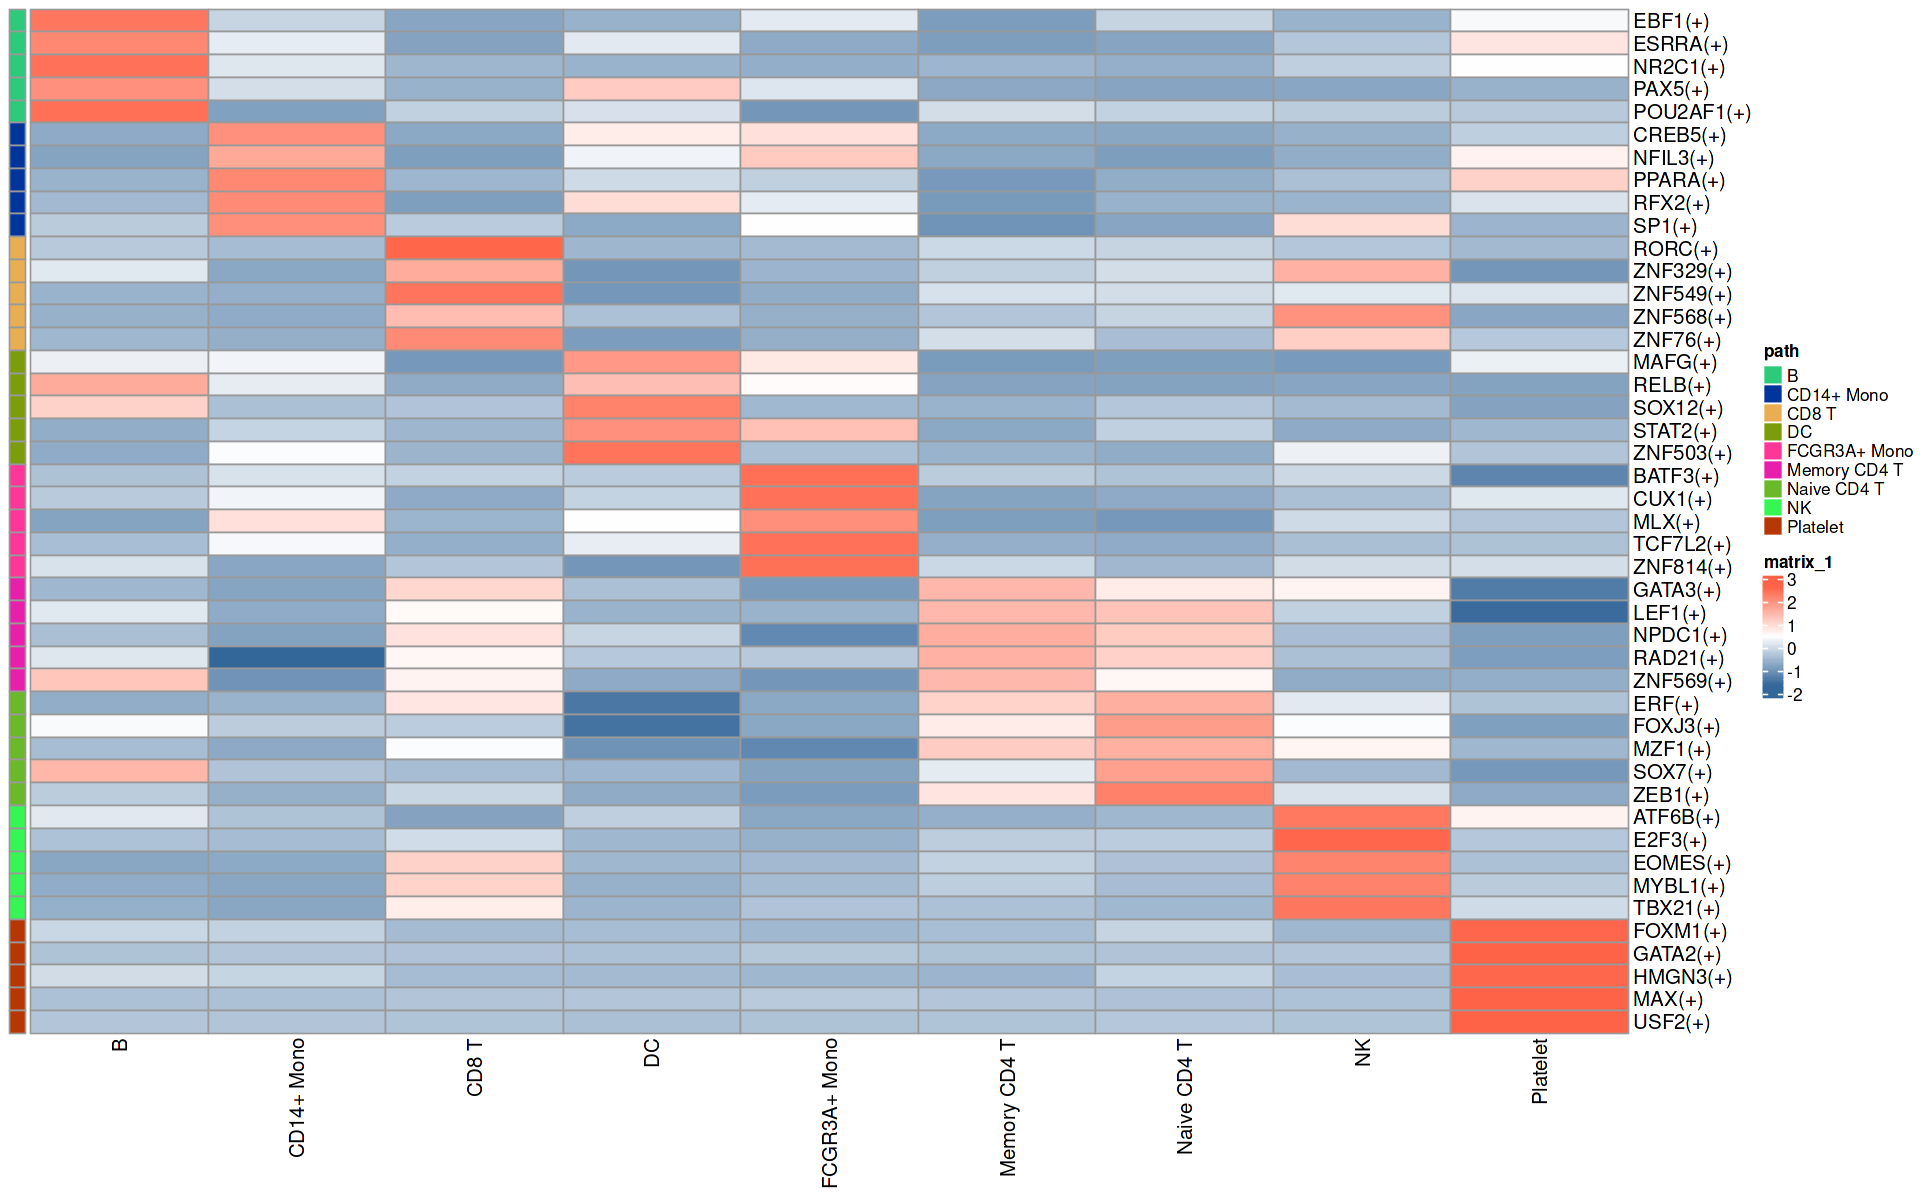 EBF1(+)
ESRRA(+)
NR2C1(+)
PAX5(+)
POU2AF1(+)
CREB5(+)
NFIL3(+)
PPARA(+)
RFX2(+)
SP1(+)
RORC(+)
ZNF329(+)
ZNF549(+)
ZNF568(+)
ZNF76(+)
MAFG(+)
RELB(+)
SOX12(+)
STAT2(+)
ZNF503(+)
BATF3(+)
CUX1(+)
MLX(+)
TCF7L2(+)
ZNF814(+)
GATA3(+)
LEF1(+)
NPDC1(+)
RAD21(+)
ZNF569(+)
ERF(+)
FOXJ3(+)
MZF1(+)
SOX7(+)
ZEB1(+)
ATF6B(+)
E2F3(+)
EOMES(+)
MYBL1(+)
TBX21(+)
FOXM1(+)
GATA2(+)
HMGN3(+)
MAX(+)
USF2(+)
B
CD14+ Mono
CD8 T
DC
FCGR3A+ Mono
Memory CD4 T
Naive CD4 T
NK
Platelet
path
B
CD14+ Mono
CD8 T
DC
FCGR3A+ Mono
Memory CD4 T
Naive CD4 T
NK
Platelet
matrix_1
3
2
1
0
-1
-2